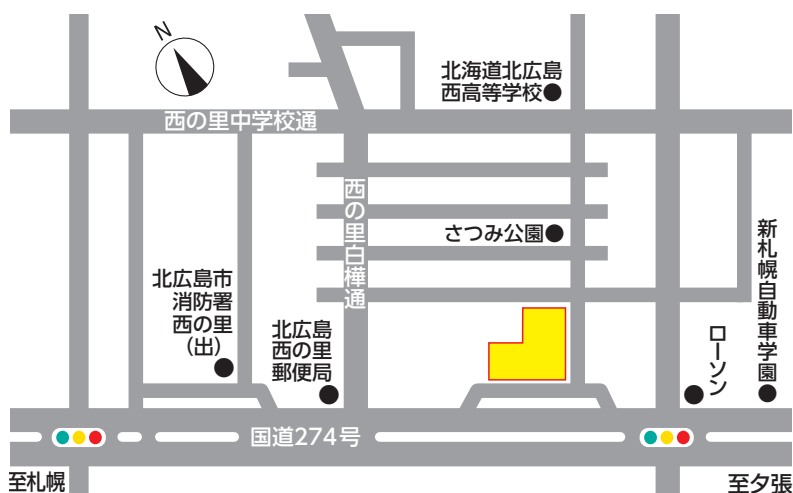 N
北海道北広島
西高等学校
西の里中学校通
西の里白樺通
さつみ公園
新札幌自動車学園
北広島市
消防署
西の里
(出)
北広島
西の里
郵便局
ローソン
国道274号
至札幌
至夕張